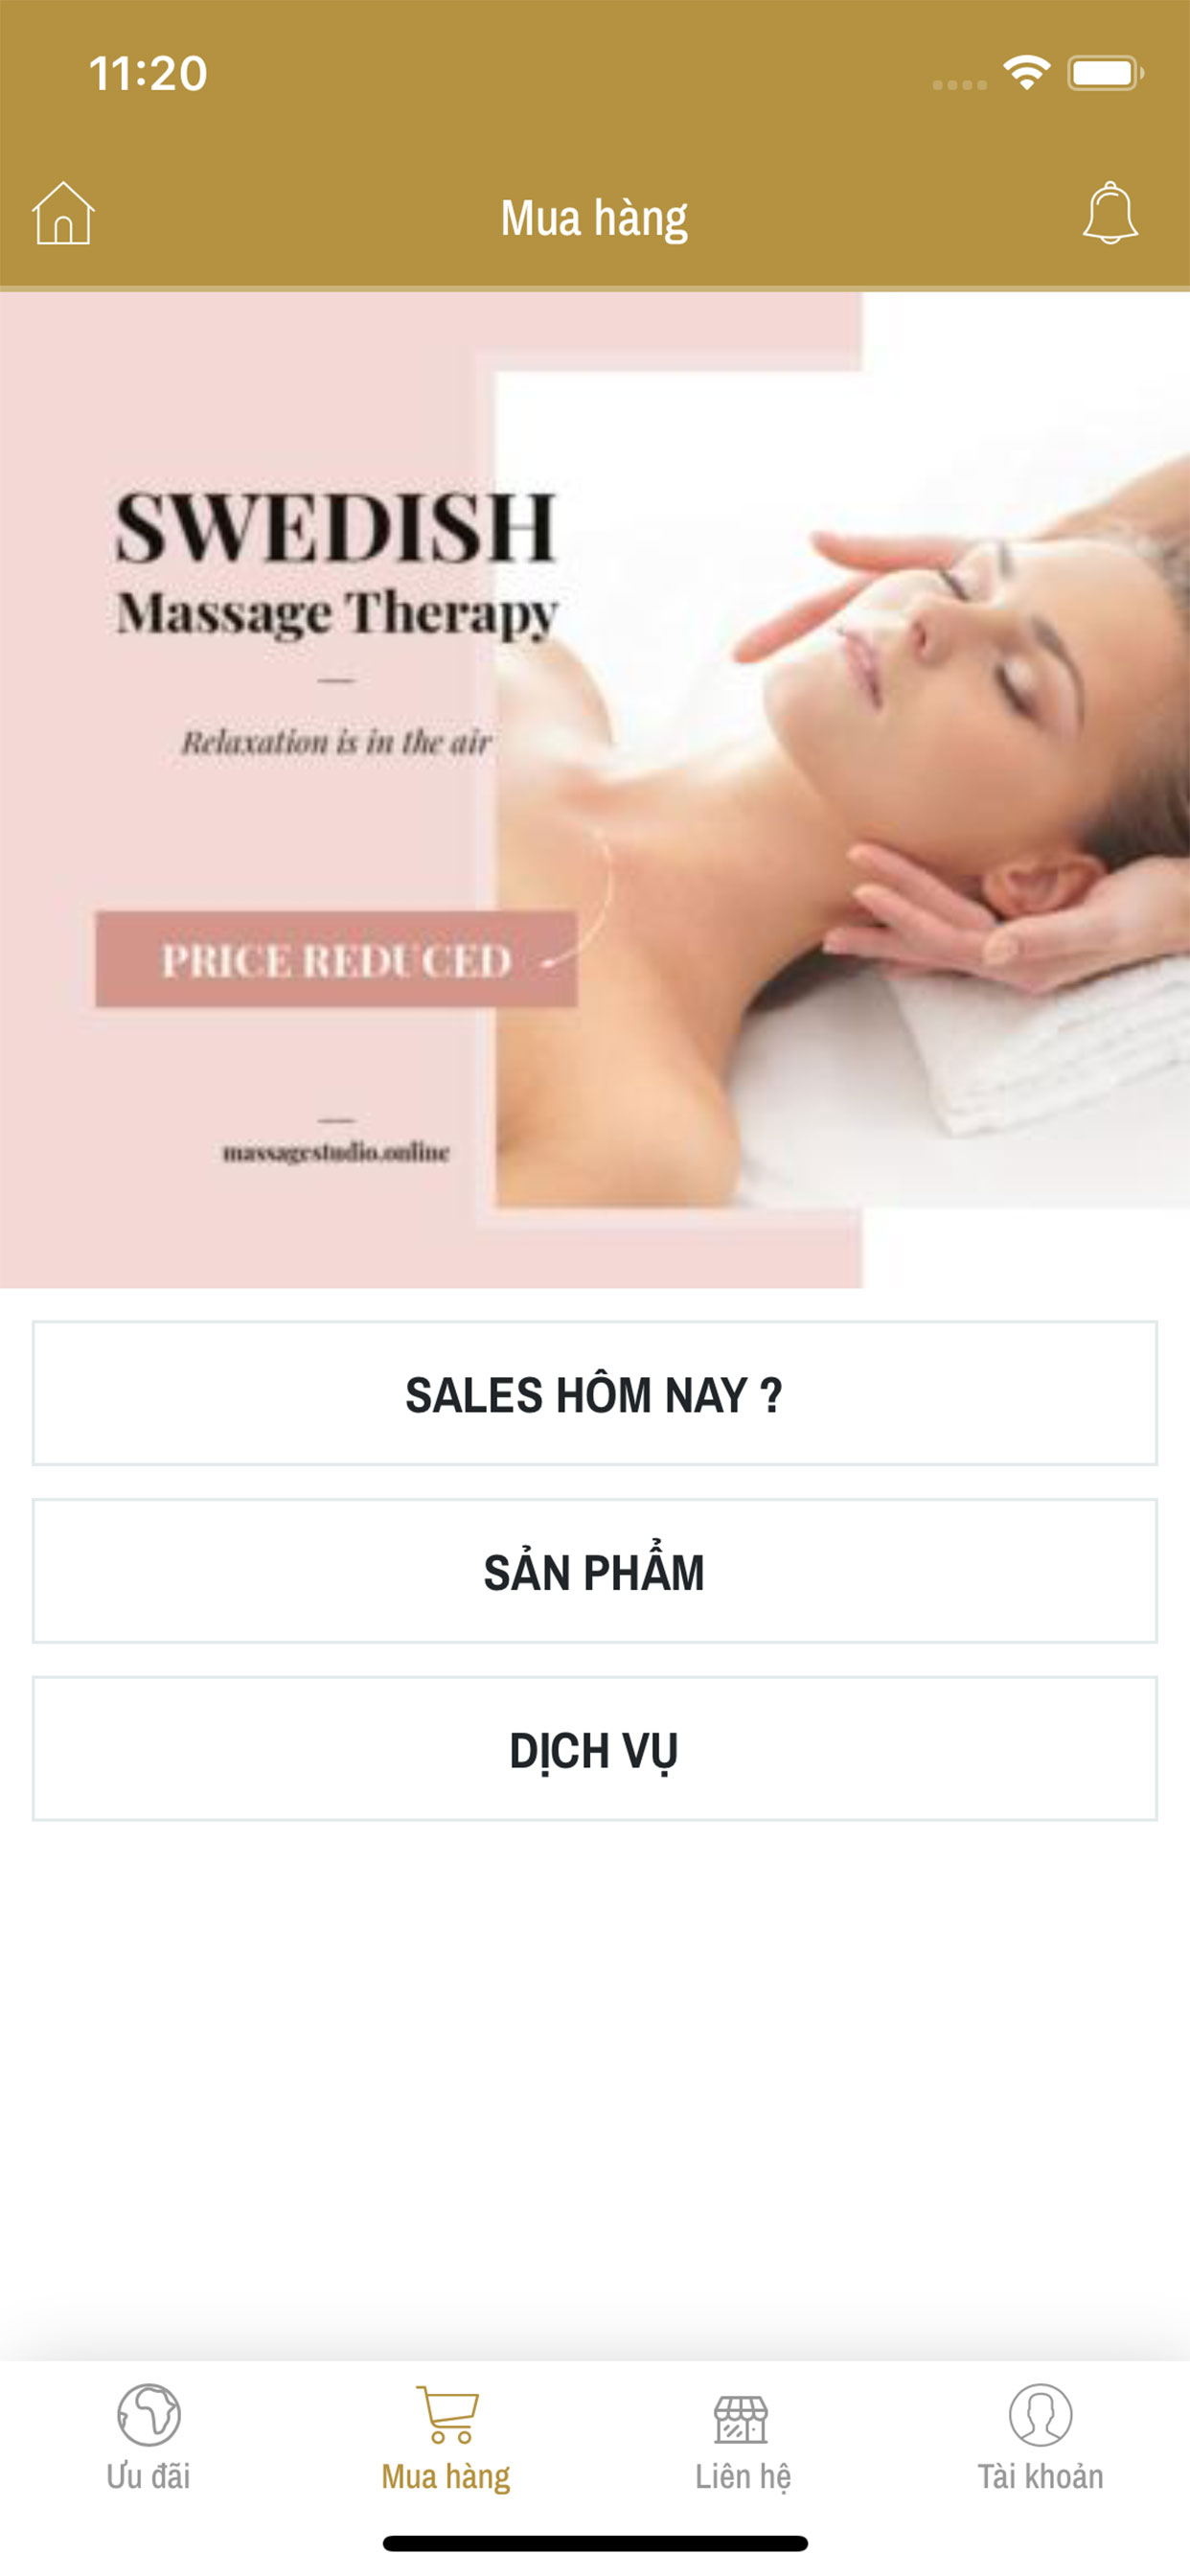 11:20
Mua hàng
SWEDISH
Massage Therapy
Relaxation is in the air
PRICE REDUCED
massagestudio.online
SALES HÔM NAY ?
SẢN PHẨM
DỊCH VỤ
Ưu đãi
Mua hàng
Liên hệ
Tài khoản